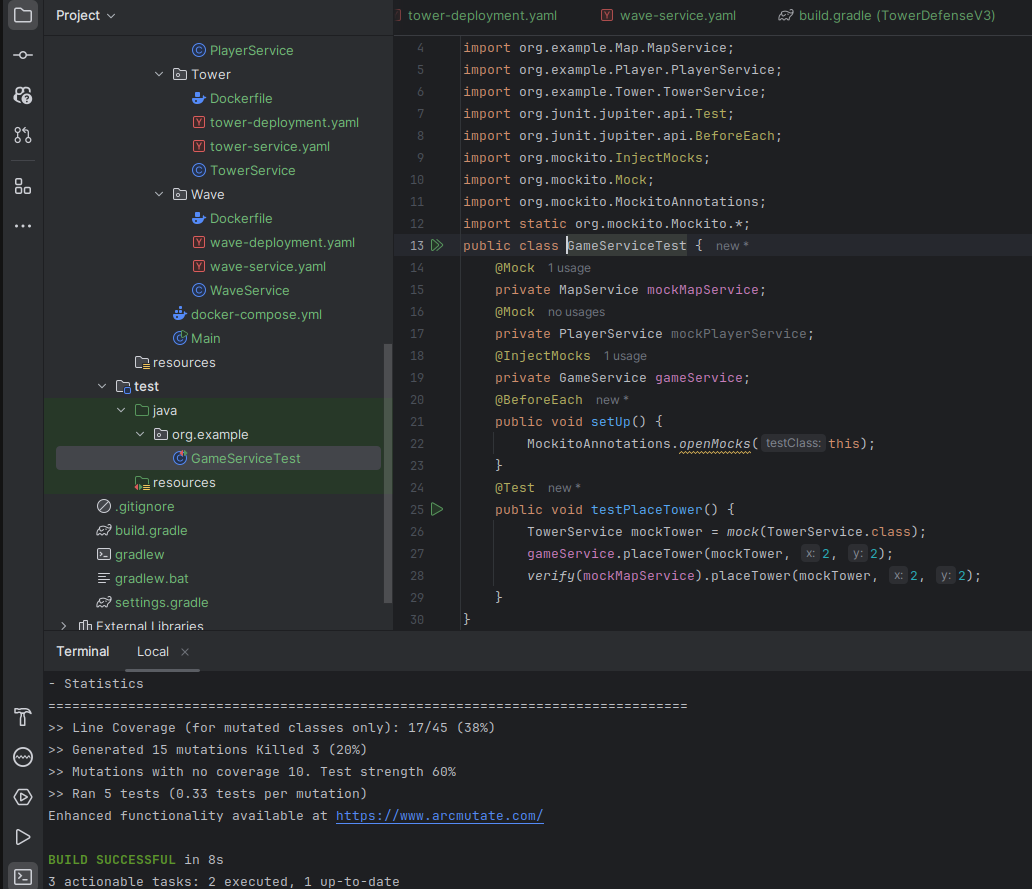 Project
tower-deployment.yaml
wave-service.yaml
build.gradle (TowerDefenseV3)
PlayerService
Tower
Dockerfile
tower-deployment.yaml
tower-service.yaml
TowerService
Wave
Dockerfile
wave-deployment.yaml
wave-service.yaml
WaveService
docker-compose.yml
Main
resources
test
java
org.example
GameServiceTest
resources
.gitignore
build.gradle
gradlew
gradlew.bat
settings.gradle
External Libraries
4 import org.example.Map.MapService;
5 import org.example.Player.PlayerService;
6 import org.example.Tower.TowerService;
7 import org.junit.jupiter.api.Test;
8 import org.junit.jupiter.api.BeforeEach;
9 import org.mockito.InjectMocks;
10 import org.mockito.Mock;
11 import org.mockito.MockitoAnnotations;
12 import static org.mockito.Mockito.*;
13 public class GameServiceTest { new *
14 @Mock 1 usage
15 private MapService mockMapService;
16 @Mock no usages
17 private PlayerService mockPlayerService;
18 @InjectMocks 1 usage
19 private GameService gameService;
20 @BeforeEach new *
21 public void setUp() {
22 MockitoAnnotations.openMocks( testClass: this);
23 }
24 @Test new *
25 public void testPlaceTower() {
26 TowerService mockTower = mock(TowerService.class);
27 gameService.placeTower(mockTower, x: 2, y: 2);
28 verify(mockMapService).placeTower(mockTower, x: 2, y: 2);
29 }
30 }
Terminal Local ×
- Statistics
================================================================================
>> Line Coverage (for mutated classes only): 17/45 (38%)
>> Generated 15 mutations Killed 3 (20%)
>> Mutations with no coverage 10. Test strength 60%
>> Ran 5 tests (0.33 tests per mutation)
Enhanced functionality available at https://www.arcmutate.com/
BUILD SUCCESSFUL in 8s
3 actionable tasks: 2 executed, 1 up-to-date